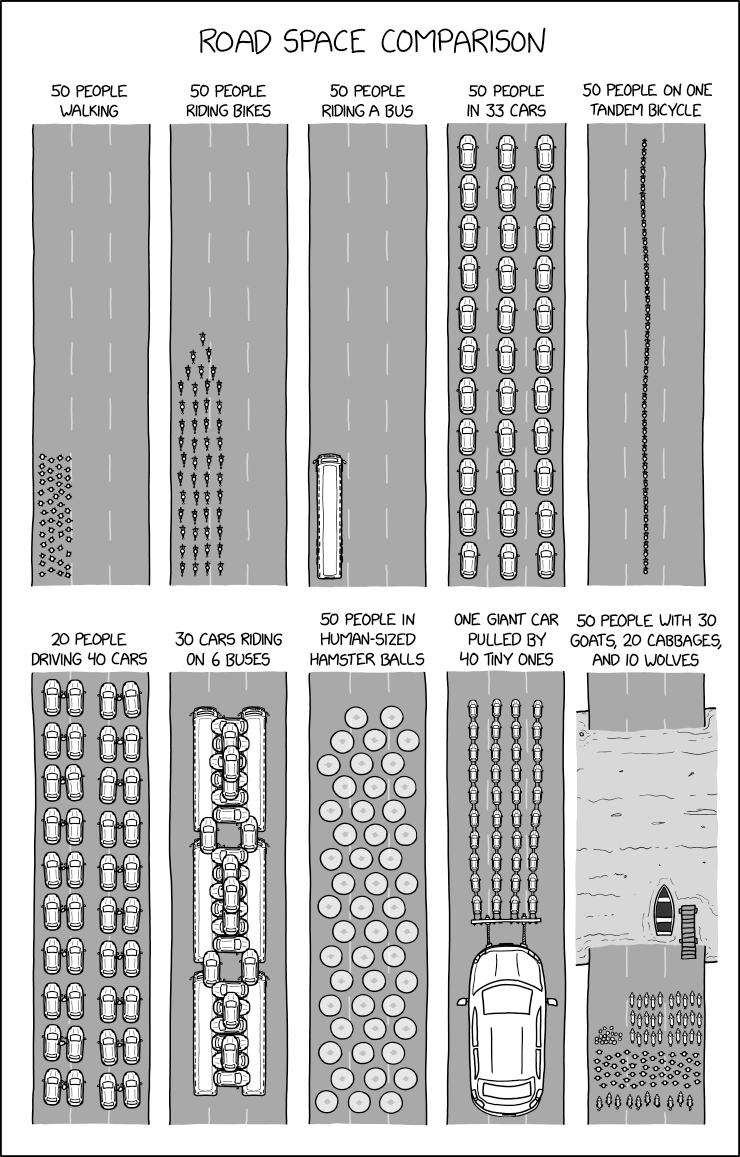 ROAD SPACE COMPARISON
50 PEOPLE
WALKING
50 PEOPLE
RIDING BIKES
50 PEOPLE
RIDING A BUS
50 PEOPLE
IN 33 CARS
50 PEOPLE ON ONE
TANDEM BICYCLE
20 PEOPLE
DRIVING 40 CARS
30 CARS RIDING
ON 6 BUSES
50 PEOPLE IN
HUMAN-SIZED
HAMSTER BALLS
ONE GIANT CAR
PULLED BY
40 TINY ONES
50 PEOPLE WITH 30
GOATS, 20 CABBAGES,
AND 10 WOLVES